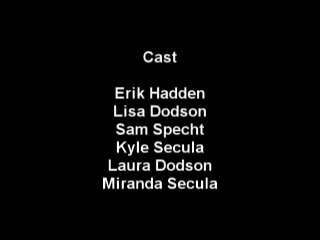 Cast
Erik Hadden
Lisa Dodson
Sam Specht
Kyle Secula
Laura Dodson
Miranda Secula